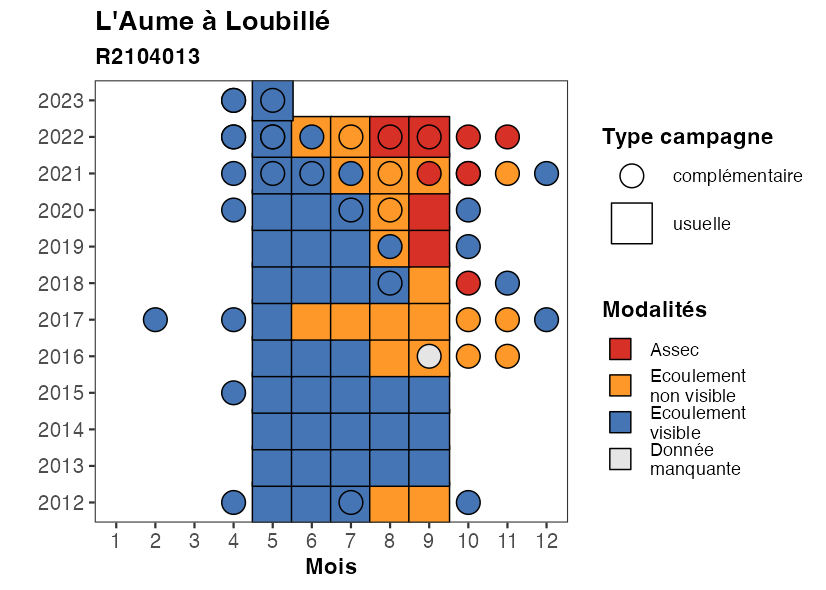 L'Aume à Loubillé
R2104013
2023
2022
2021
2020
2019
2018
2017
2016
2015
2014
2013
2012
1 2 3 4 5 6 7 8 9 10 11 12
Mois
Type campagne
complémentaire
usuelle
Modalités
Assec
Ecoulement
non visible
Ecoulement
visible
Donnée
manquante